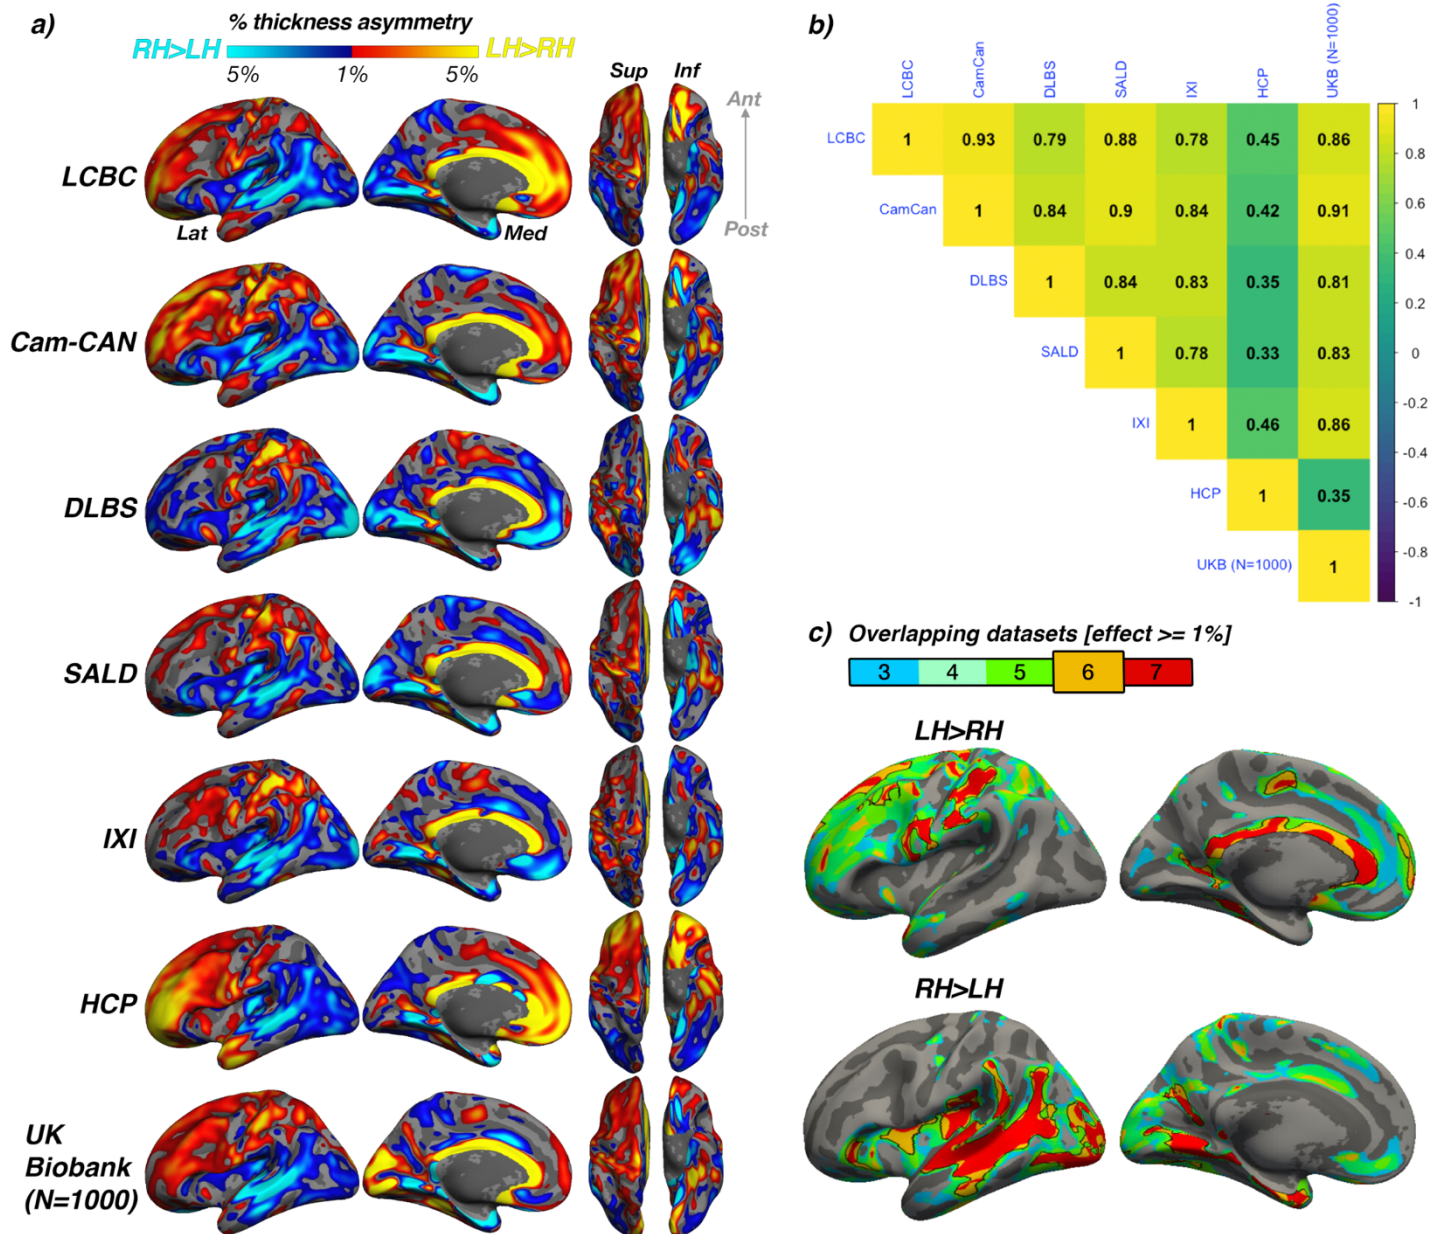 a)
% thickness asymmetry
RH>LH
LH>RH
5%
1%
5%
Sup
Inf
Ant
Post
LCBC
Lat
Med
Cam-CAN
DLBS
SALD
IXI
HCP
UK
Biobank
(N=1000)
b)
LCBC
CamCan
DLBS
SALD
IXI
HCP
UKB (N=1000)
LCBC 1 0.93 0.79 0.88 0.78 0.45 0.86
CamCan 1 0.84 0.9 0.84 0.42 0.91
DLBS 1 0.84 0.83 0.35 0.81
SALD 1 0.78 0.33 0.83
IXI 1 0.46 0.86
HCP 1 0.35
UKB (N=1000) 1
1
0.8
0.6
0.4
0.2
0
-0.2
-0.4
-0.6
-0.8
-1
c) Overlapping datasets [effect >= 1%]
3 4 5 6 7
LH>RH
RH>LH